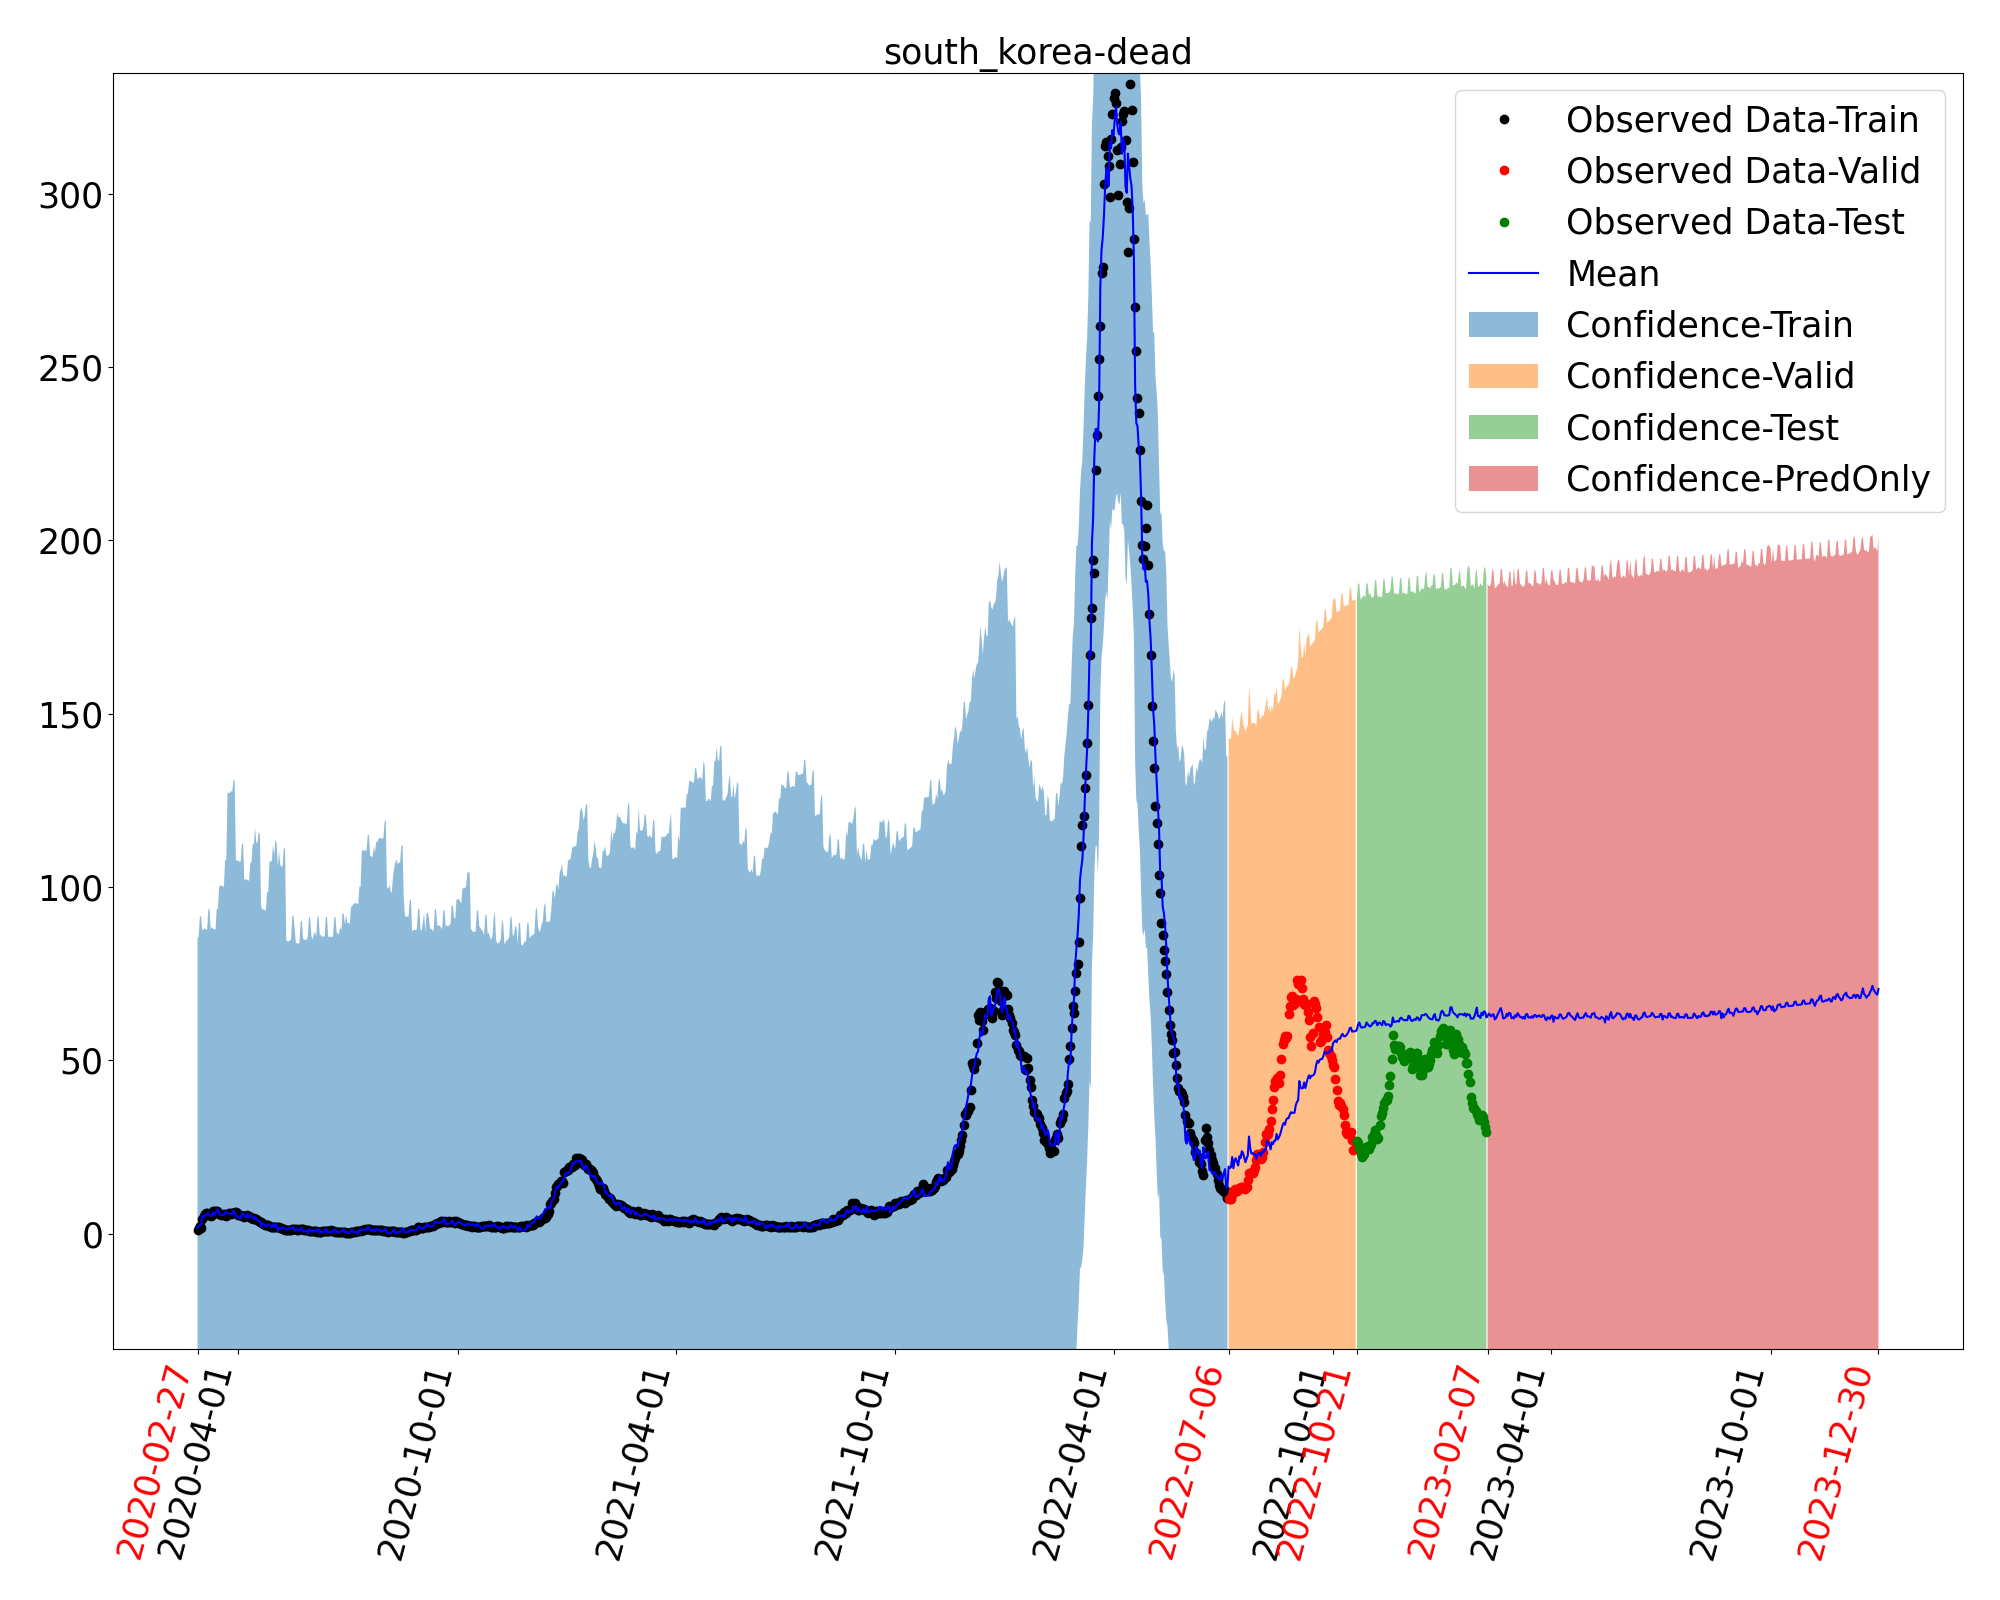 south_korea-dead
Observed Data-Train
Observed Data-Valid
Observed Data-Test
Mean
Confidence-Train
Confidence-Valid
Confidence-Test
Confidence-PredOnly
300
250
200
150
100
50
0
2020-02-27
2020-04-01
2020-10-01
2021-04-01
2021-10-01
2022-04-01
2022-07-06
2022-10-01
2022-10-21
2023-02-07
2023-04-01
2023-10-01
2023-12-30